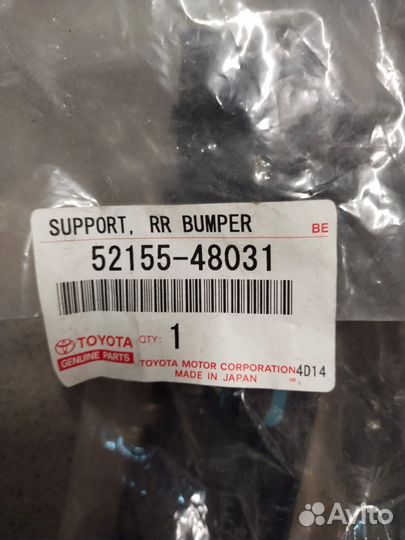 SUPPORT, RR BUMPER BE
52155-48031
TOYOTA QTY: 1
GENUINE PARTS
TOYOTA MOTOR CORPORATION 4D14
MADE IN JAPAN
Avito